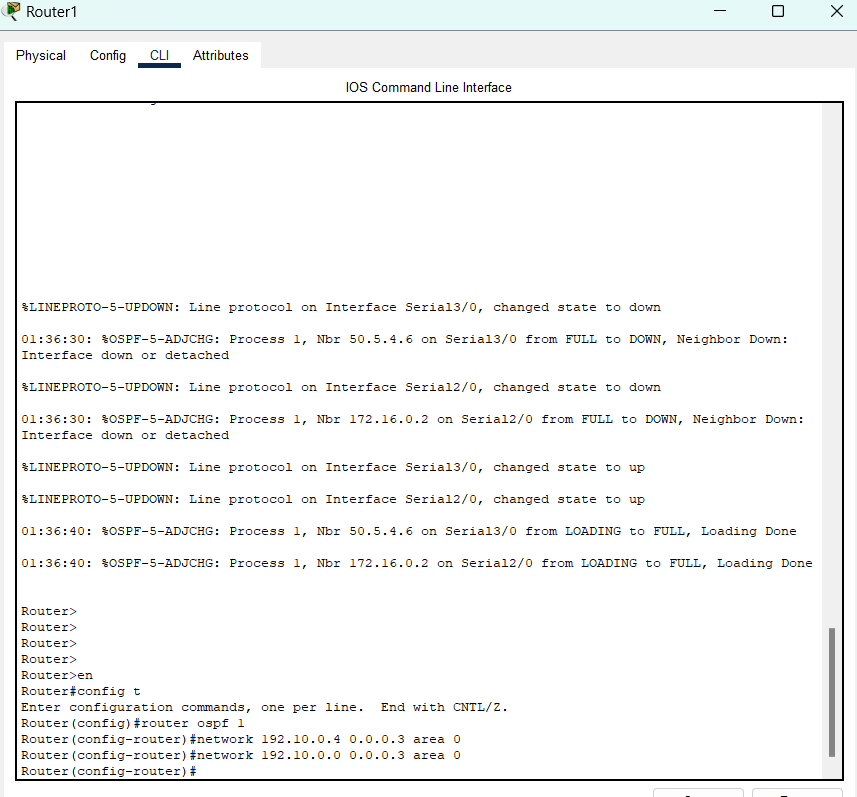 Router1
Physical Config CLI Attributes
IOS Command Line Interface
%LINEPROTO-5-UPDOWN: Line protocol on Interface Serial3/0, changed state to down
01:36:30: %OSPF-5-ADJCHG: Process 1, Nbr 50.5.4.6 on Serial3/0 from FULL to DOWN, Neighbor Down:
Interface down or detached
%LINEPROTO-5-UPDOWN: Line protocol on Interface Serial2/0, changed state to down
01:36:30: %OSPF-5-ADJCHG: Process 1, Nbr 172.16.0.2 on Serial2/0 from FULL to DOWN, Neighbor Down:
Interface down or detached
%LINEPROTO-5-UPDOWN: Line protocol on Interface Serial3/0, changed state to up
%LINEPROTO-5-UPDOWN: Line protocol on Interface Serial2/0, changed state to up
01:36:40: %OSPF-5-ADJCHG: Process 1, Nbr 50.5.4.6 on Serial3/0 from LOADING to FULL, Loading Done
01:36:40: %OSPF-5-ADJCHG: Process 1, Nbr 172.16.0.2 on Serial2/0 from LOADING to FULL, Loading Done
Router>
Router>
Router>
Router>
Router>en
Router#config t
Enter configuration commands, one per line.  End with CNTL/Z.
Router(config)#router ospf 1
Router(config-router)#network 192.10.0.4 0.0.0.3 area 0
Router(config-router)#network 192.10.0.0 0.0.0.3 area 0
Router(config-router)#